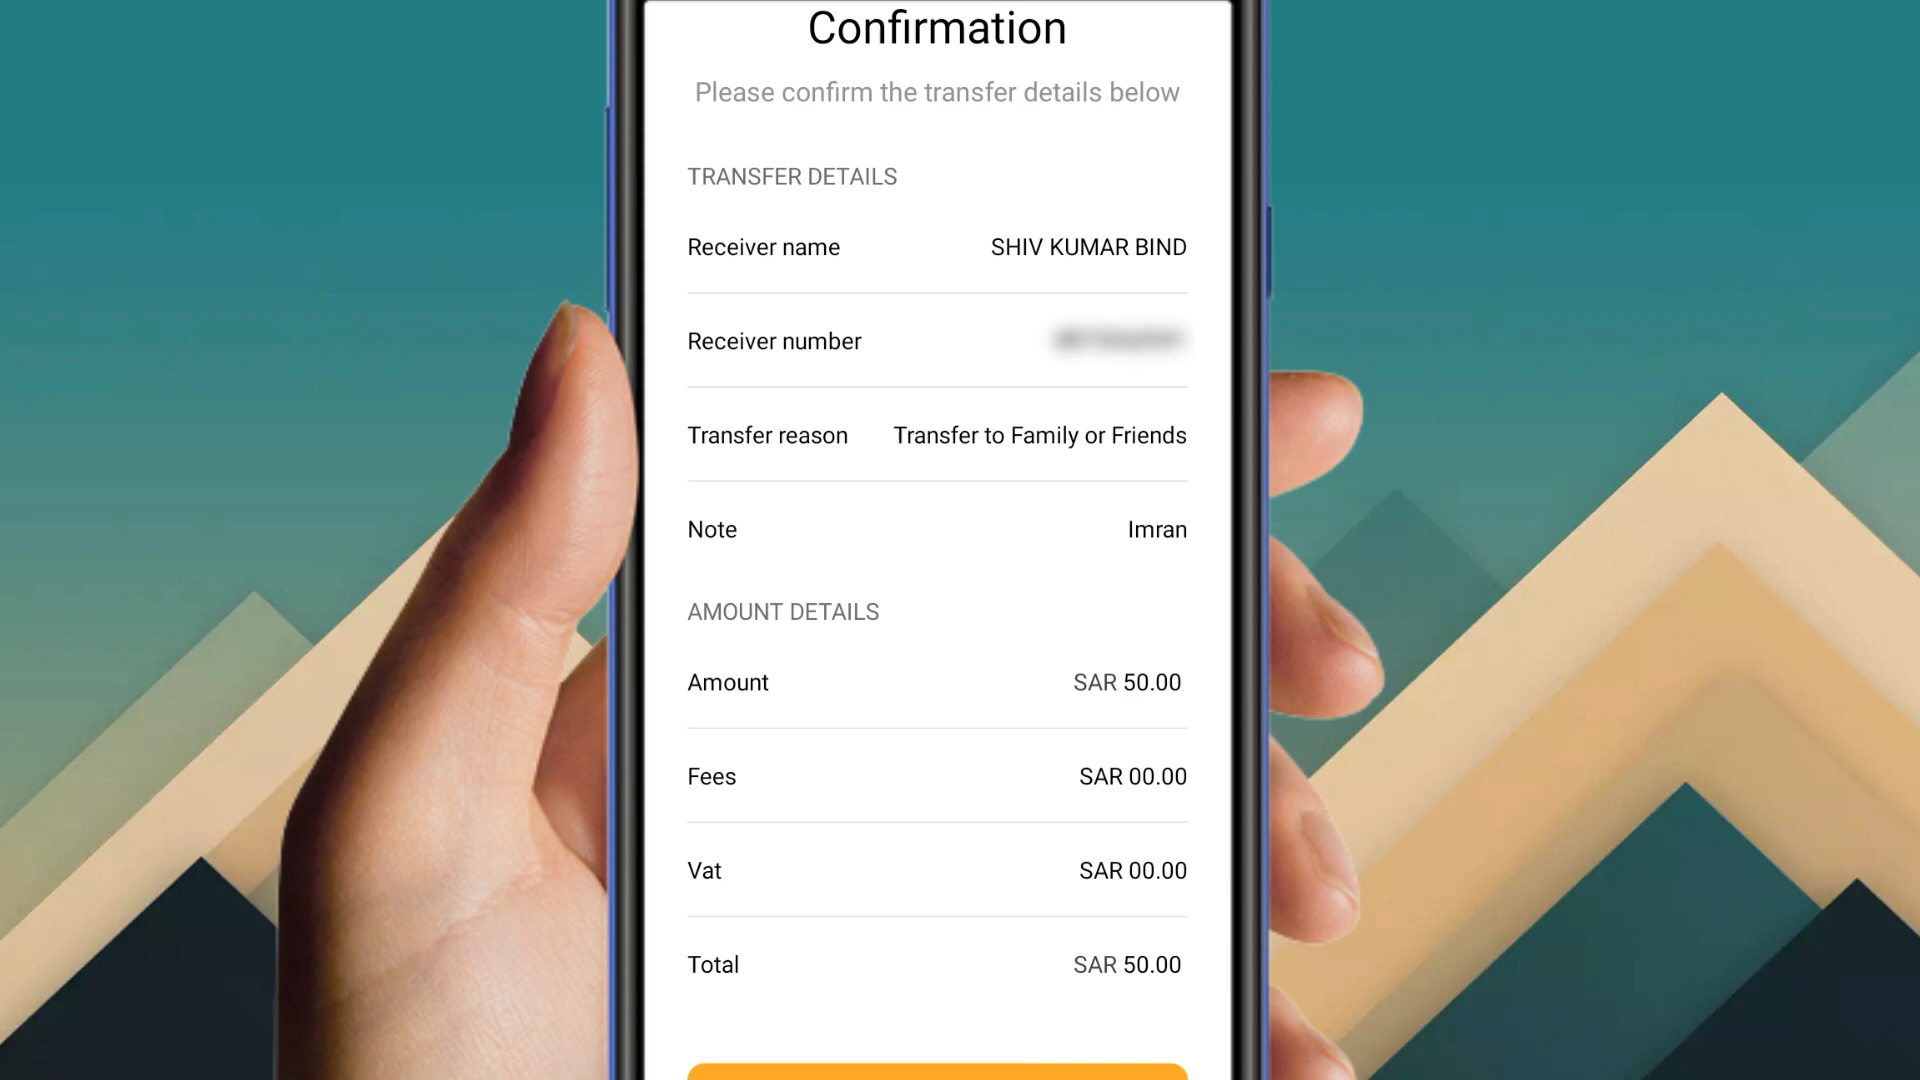 Confirmation
Please confirm the transfer details below
TRANSFER DETAILS
Receiver name SHIV KUMAR BIND
Receiver number
Transfer reason Transfer to Family or Friends
Note Imran
AMOUNT DETAILS
Amount SAR 50.00
Fees SAR 00.00
Vat SAR 00.00
Total SAR 50.00